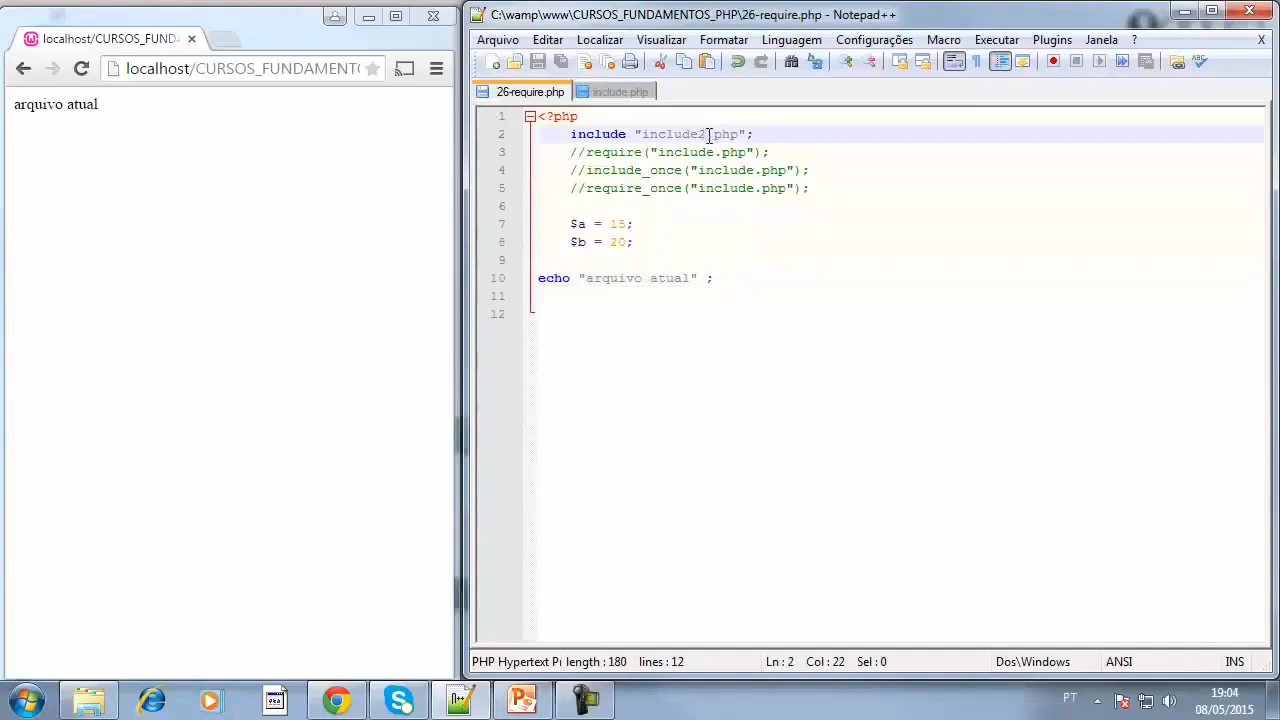 localhost/CURSOS_FUND
localhost/CURSOS_FUNDAMENT
arquivo atual
C:\wamp\www\CURSOS_FUNDAMENTOS_PHP\26-require.php - Notepad++
Arquivo Editar Localizar Visualizar Formatar Linguagem Configurações Macro Executar Plugins Janela ? X
26-require.php include.php
1 <?php
2 include "include2.php";
3 //require("include.php");
4 //include_once("include.php");
5 //require_once("include.php");
6
7 $a = 15;
8 $b = 20;
9
10 echo "arquivo atual" ;
11
12
PHP Hypertext Pr length : 180 lines : 12 Ln : 2 Col : 22 Sel : 0 Dos\Windows ANSI INS
PT 19:04
08/05/2015